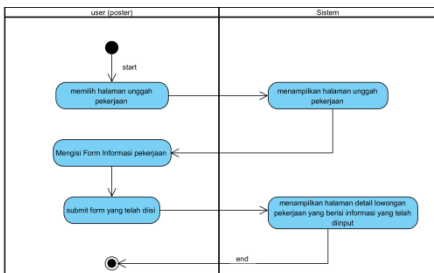 user (poster)
Sistem
start
memilih halaman unggah
pekerjaan
menampilkan halaman unggah
pekerjaan
Mengisi Form Informasi pekerjaan
submit form yang telah diisi
menampilkan halaman detail lowongan
pekerjaan yang berisi informasi yang telah
diinput
end